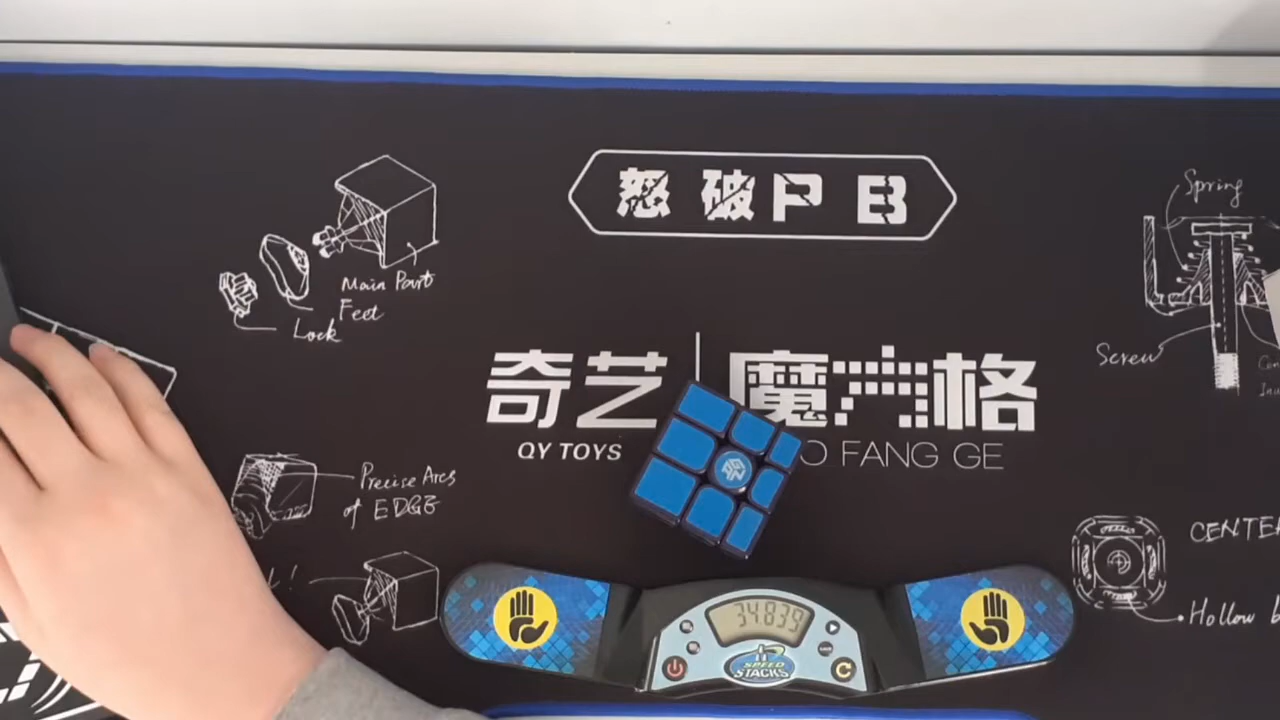 怒破PB
Spring
Main Part
Feet
Lock
Screw
奇艺 魔方格
QY TOYS
O FANG GE
Precise Arcs
of EDGE
CENTE
Hollow b
34.839
SPEED
STACKS